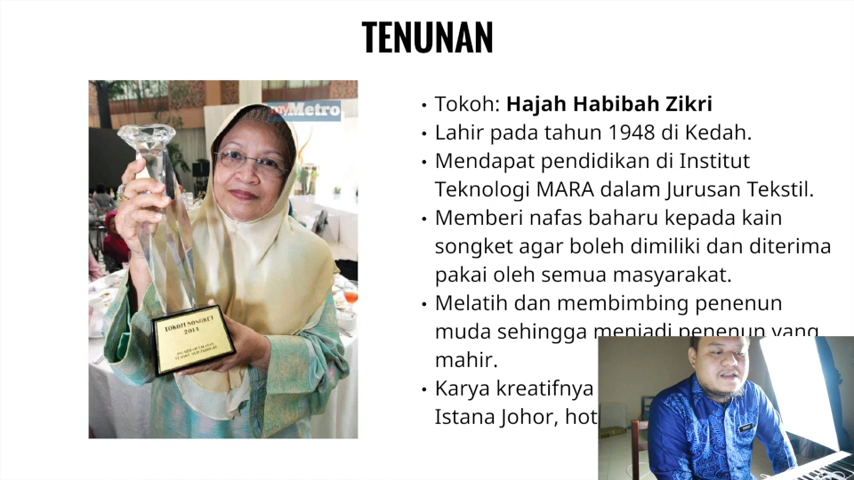 TENUNAN
Metro
TOKOH SONGKET
2014
• Tokoh: Hajah Habibah Zikri
• Lahir pada tahun 1948 di Kedah.
• Mendapat pendidikan di Institut
Teknologi MARA dalam Jurusan Tekstil.
• Memberi nafas baharu kepada kain
songket agar boleh dimiliki dan diterima
pakai oleh semua masyarakat.
• Melatih dan membimbing penenun
muda sehingga menjadi penenun yang
mahir.
• Karya kreatifnya
Istana Johor,